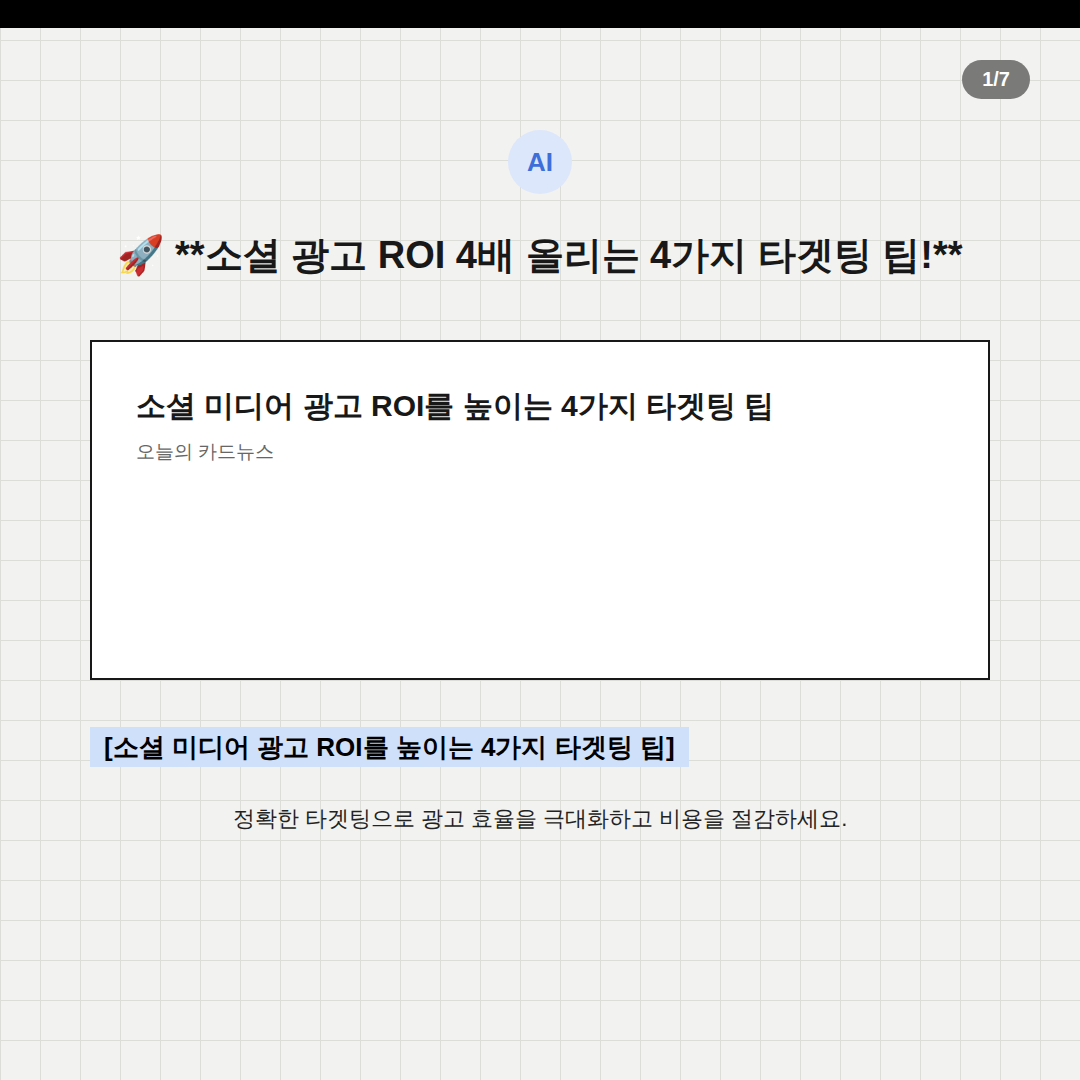 1/7
AI
🚀 **소셜 광고 ROI 4배 올리는 4가지 타겟팅 팁!**
소셜 미디어 광고 ROI를 높이는 4가지 타겟팅 팁
오늘의 카드뉴스
[소셜 미디어 광고 ROI를 높이는 4가지 타겟팅 팁]
정확한 타겟팅으로 광고 효율을 극대화하고 비용을 절감하세요.